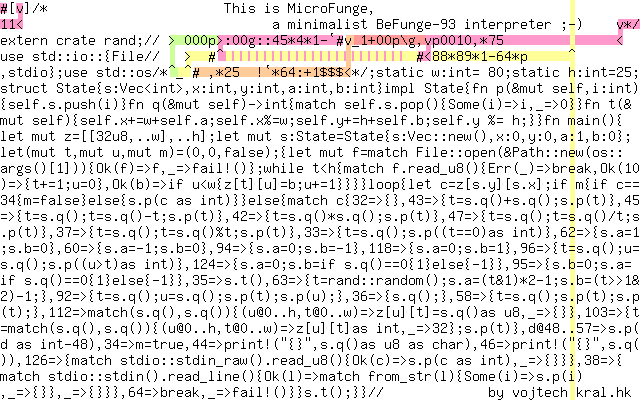 #[v]/* This is MicroFunge,
11< a minimalist BeFunge-93 interpreter ;-) v*/
extern crate rand;// > 000p>:00g::45*4*1-`#v_1+00p\g,vp0010,*75
use std::io::{File// ^ |||||||||||||||| #<88*89*1-64*p ^
,stdio};use std::os/*^ # ,*25 !`*64:+1$$$<*/;static w:int= 80;static h:int=25;
struct State{s:Vec<int>,x:int,y:int,a:int,b:int}impl State{fn p(&mut self,i:int)
{self.s.push(i)}fn q(&mut self)->int{match self.s.pop(){Some(i)=>i,_=>0}}fn t(&
mut self){self.x+=w+self.a;self.x%=w;self.y+=h+self.b;self.y %= h;}}fn main(){
let mut z=[[32u8,..w],..h];let mut s:State=State{s:Vec::new(),x:0,y:0,a:1,b:0};
let(mut t,mut u,mut m)=(0,0,false);{let mut f=match File::open(&Path::new(os::
args()[1])){Ok(f)=>f,_=>fail!()};while t<h{match f.read_u8(){Err(_)=>break,Ok(10
)=>{t+=1;u=0},Ok(b)=>if u<w{z[t][u]=b;u+=1}}}}loop{let c=z[s.y][s.x];if m{if c==
34{m=false}else{s.p(c as int)}}else{match c{32=>{},43=>{t=s.q()+s.q();s.p(t)},45
=>{t=s.q();t=s.q()-t;s.p(t)},42=>{t=s.q()*s.q();s.p(t)},47=>{t=s.q();t=s.q()/t;s
.p(t)},37=>{t=s.q();t=s.q()%t;s.p(t)},33=>{t=s.q();s.p((t==0)as int)},62=>{s.a=1
;s.b=0},60=>{s.a=-1;s.b=0},94=>{s.a=0;s.b=-1},118=>{s.a=0;s.b=1},96=>{t=s.q();u=
s.q();s.p((u>t)as int)},124=>{s.a=0;s.b=if s.q()==0{1}else{-1}},95=>{s.b=0;s.a=
if s.q()==0{1}else{-1}},35=>s.t(),63=>{t=rand::random();s.a=(t&1)*2-1;s.b=(t>>1&
2)-1;},92=>{t=s.q();u=s.q();s.p(t);s.p(u);},36=>{s.q();},58=>{t=s.q();s.p(t);s.p
(t);},112=>match(s.q(),s.q()){(u@0..h,t@0..w)=>z[u][t]=s.q()as u8,_=>{}},103=>{t
=match(s.q(),s.q()){(u@0..h,t@0..w)=>z[u][t]as int,_=>32};s.p(t)},d@48..57=>s.p(
d as int-48),34=>m=true,44=>print!("{}",s.q()as u8 as char),46=>print!("{}",s.q(
)),126=>{match stdio::stdin_raw().read_u8(){Ok(c)=>s.p(c as int),_=>{}}},38=>{
match stdio::stdin().read_line(){Ok(l)=>match from_str(l){Some(i)=>s.p(i)
,_=>{}},_=>{}}},64=>break,_=>fail!()}}s.t();}}// by vojtech kral.hk